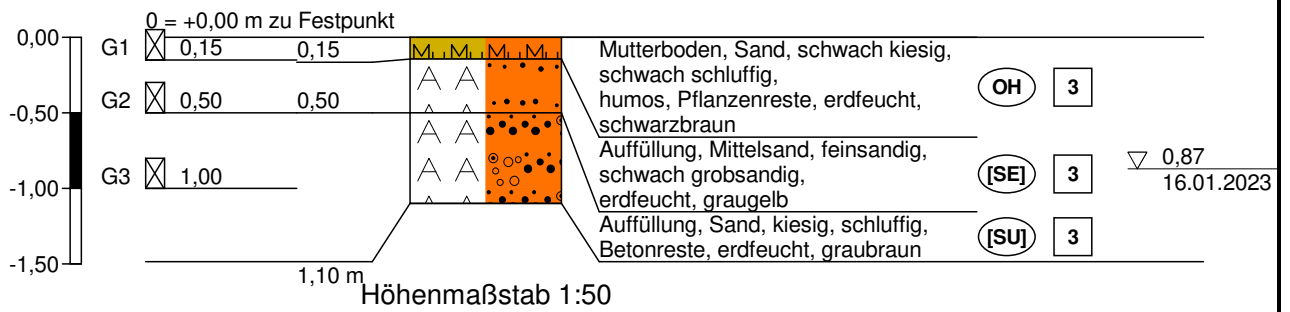 0 = +0,00 m zu Festpunkt
0,00
G1 0,15 0,15
M M M M
Mutterboden, Sand, schwach kiesig,
schwach schluffig,
humos, Pflanzenreste, erdfeucht,
schwarzbraun
OH 3
-0,50
G2 0,50 0,50
A A
A A
A A
A A
A A
Auffüllung, Mittelsand, feinsandig,
schwach grobsandig,
erdfeucht, graugelb
[SE] 3
0,87
16.01.2023
-1,00
G3 1,00
Auffüllung, Sand, kiesig, schluffig,
Betonreste, erdfeucht, graubraun
[SU] 3
-1,50
1,10 m
Höhenmaßstab 1:50